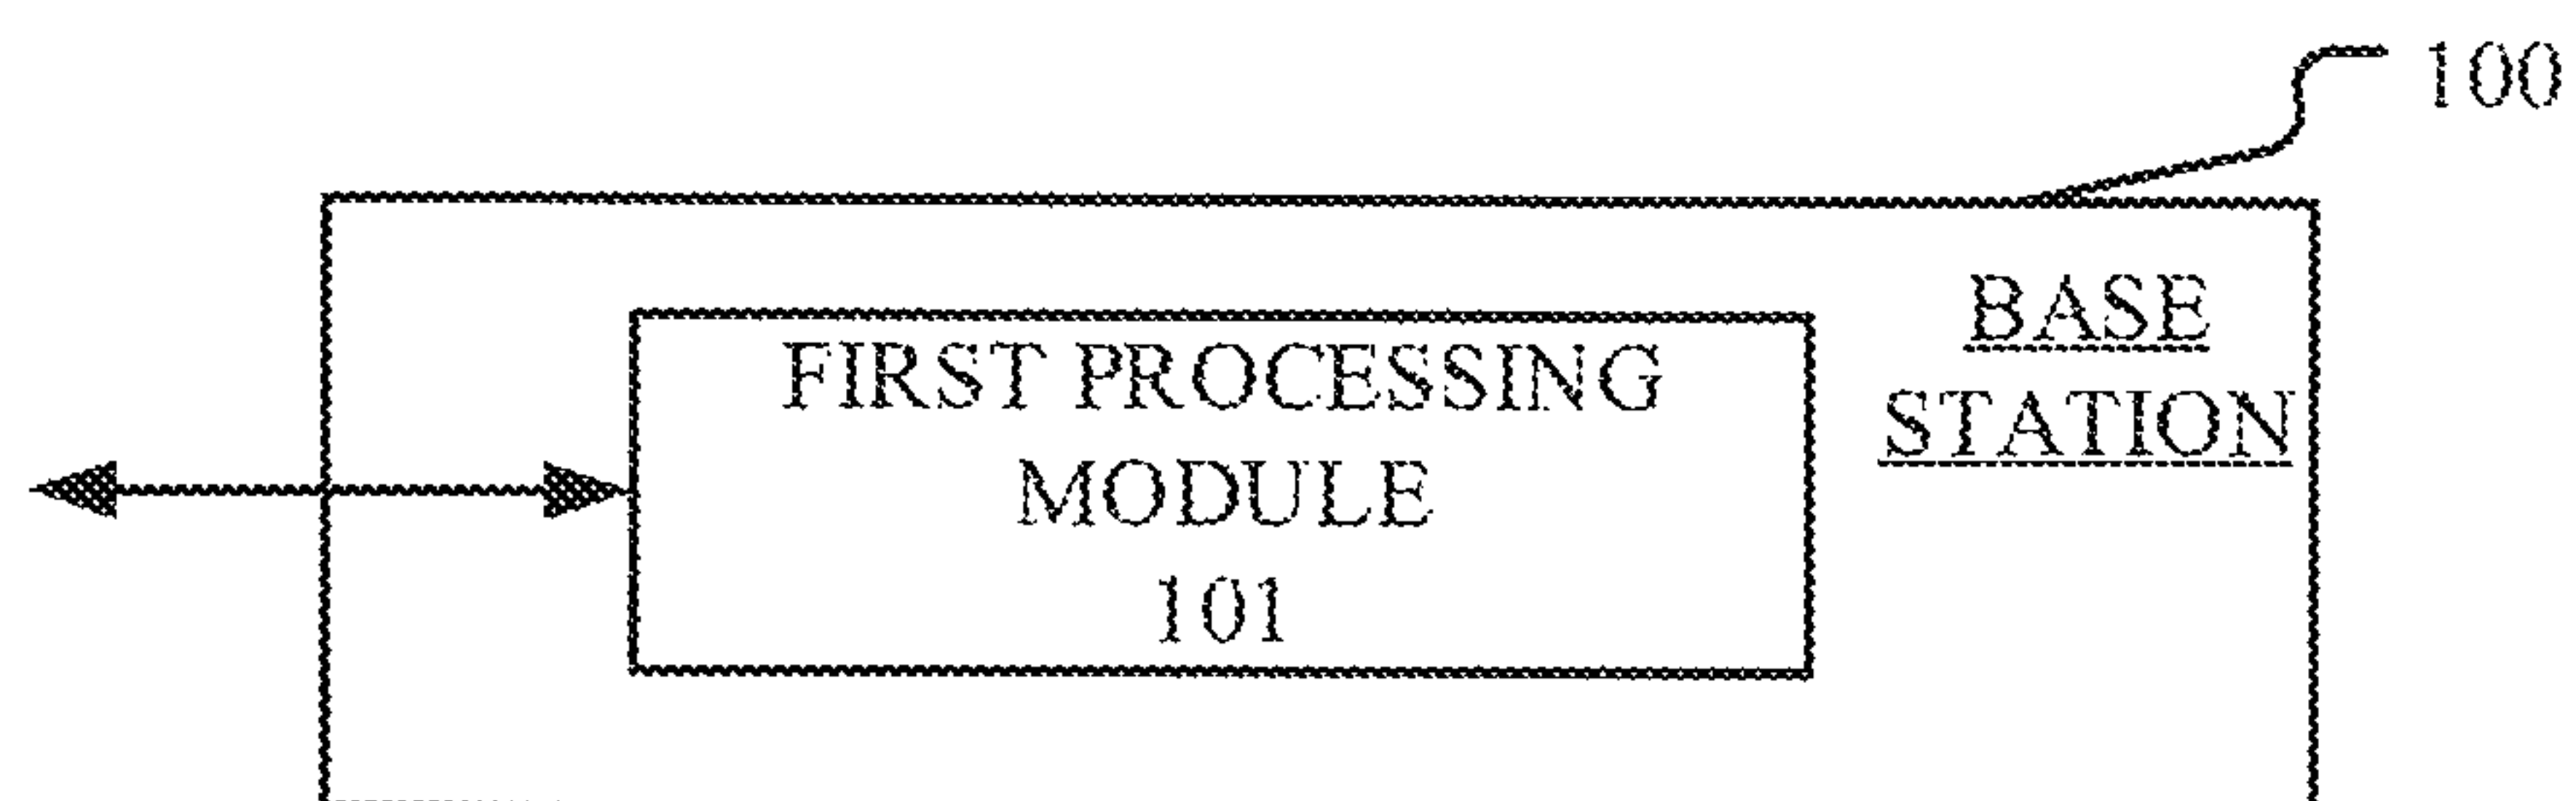 100
BASE
STATION
FIRST PROCESSING
MODULE
101